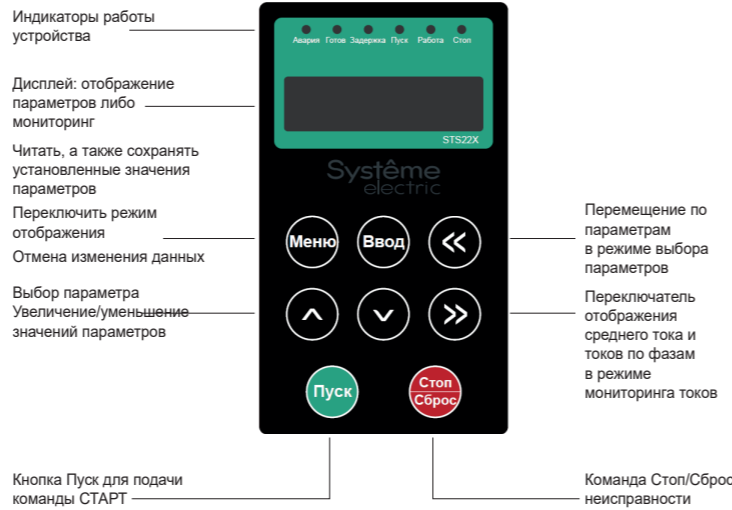 Индикаторы работы
устройства
Дисплей: отображение
параметров либо
мониторинг
Читать, а также сохранять
установленные значения
параметров
Переключить режим
отображения
Отмена изменения данных
Выбор параметра
Увеличение/уменьшение
значений параметров
Кнопка Пуск для подачи
команды СТАРТ
Авария Готов Задержка Пуск Работа Стоп
STS22X
Système
electric
Меню Ввод
Пуск
Стоп
Сброс
Перемещение по
параметрам
в режиме выбора
параметров
Переключатель
отображения
среднего тока и
токов по фазам
в режиме
мониторинга токов
Команда Стоп/Сброс
неисправности